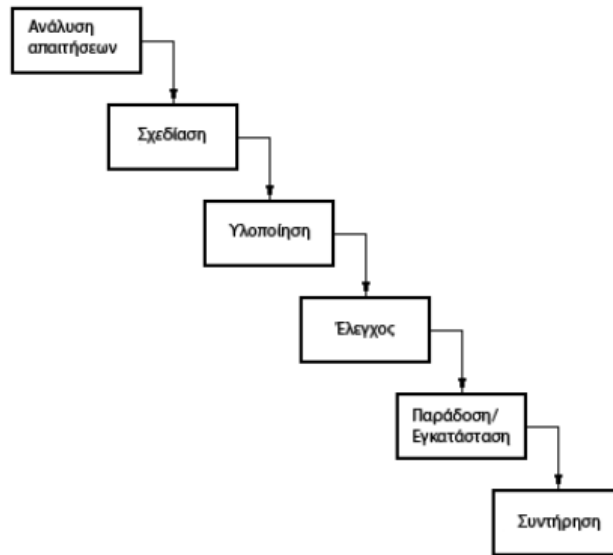 Ανάλυση
απαιτήσεων
Σχεδίαση
Υλοποίηση
Έλεγχος
Παράδοση/
Εγκατάσταση
Συντήρηση